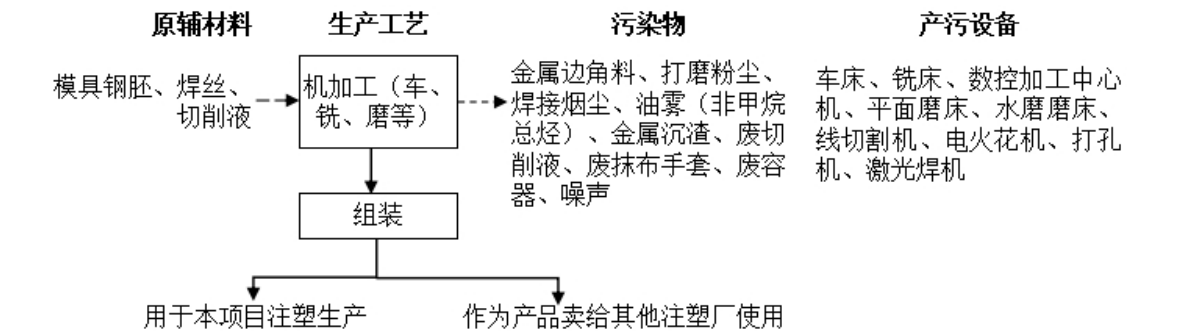 原辅材料
生产工艺
污染物
产污设备
模具钢胚、焊丝、
切削液
机加工（车、
铣、磨等）
金属边角料、打磨粉尘、
焊接烟尘、油雾（非甲烷
总烃）、金属沉渣、废切
削液、废抹布手套、废容
器、噪声
车床、铣床、数控加工中心
机、平面磨床、水磨磨床、
线切割机、电火花机、打孔
机、激光焊机
组装
用于本项目注塑生产
作为产品卖给其他注塑厂使用